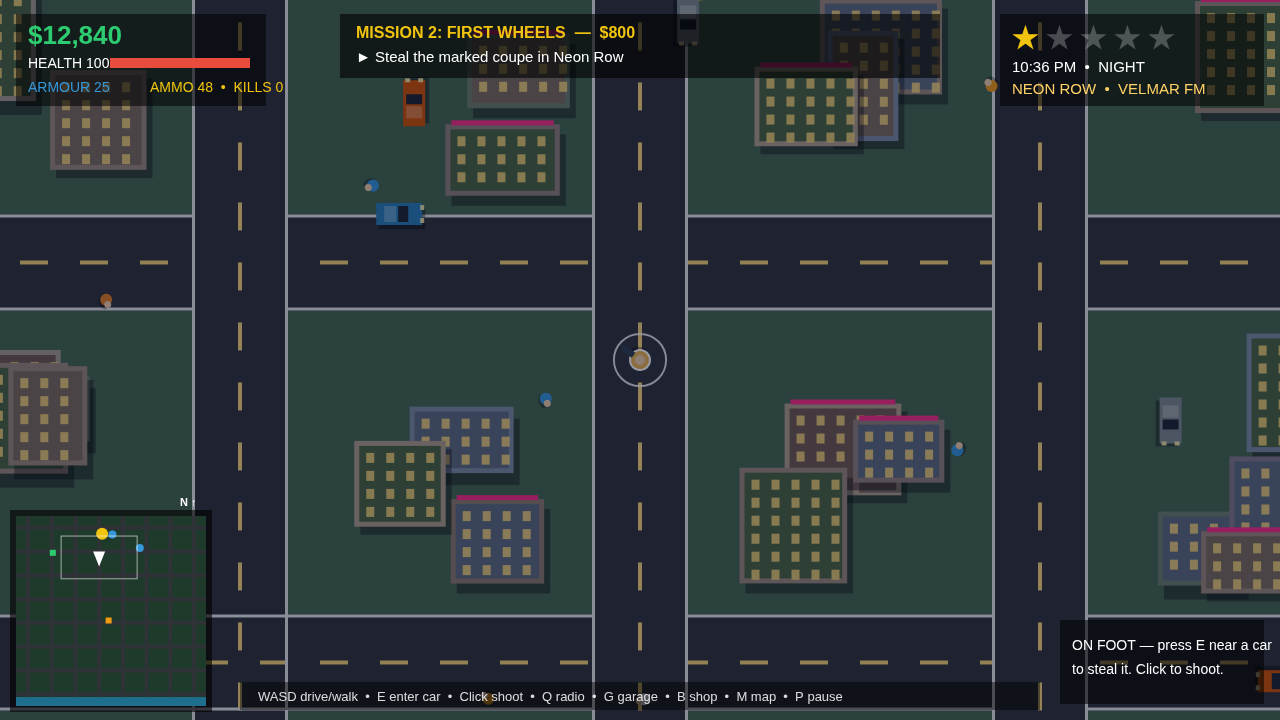 $12,840
HEALTH 100
ARMOUR 25 AMMO 48 • KILLS 0
MISSION 2: FIRST WHEELS — $800
► Steal the marked coupe in Neon Row
10:36 PM • NIGHT
NEON ROW • VELMAR FM
N ↑
ON FOOT — press E near a car
to steal it. Click to shoot.
WASD drive/walk • E enter car • Click shoot • Q radio • G garage • B shop • M map • P pause